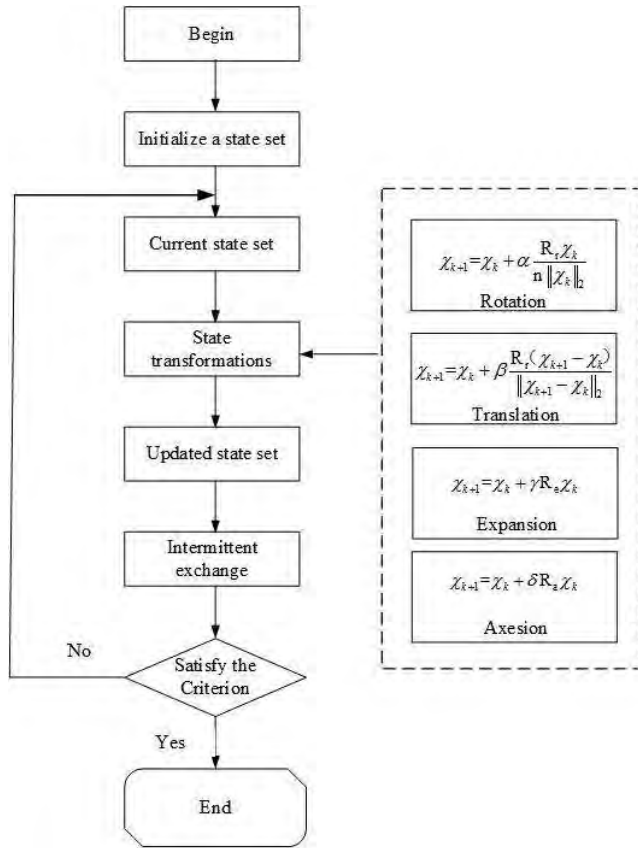 Begin
Initialize a state set
Current state set
State
transformations
Updated state set
Intermittent
exchange
Satisfy the
Criterion
No
Yes
End
χₖ₊₁=χₖ + α Rᵣχₖ / n‖χₖ‖₂
Rotation
χₖ₊₁=χₖ + β Rₜ(χₖ₊₁ − χₖ) / ‖χₖ₊₁ − χₖ‖₂
Translation
χₖ₊₁=χₖ + γRₑχₖ
Expansion
χₖ₊₁=χₖ + δRₐχₖ
Axesion